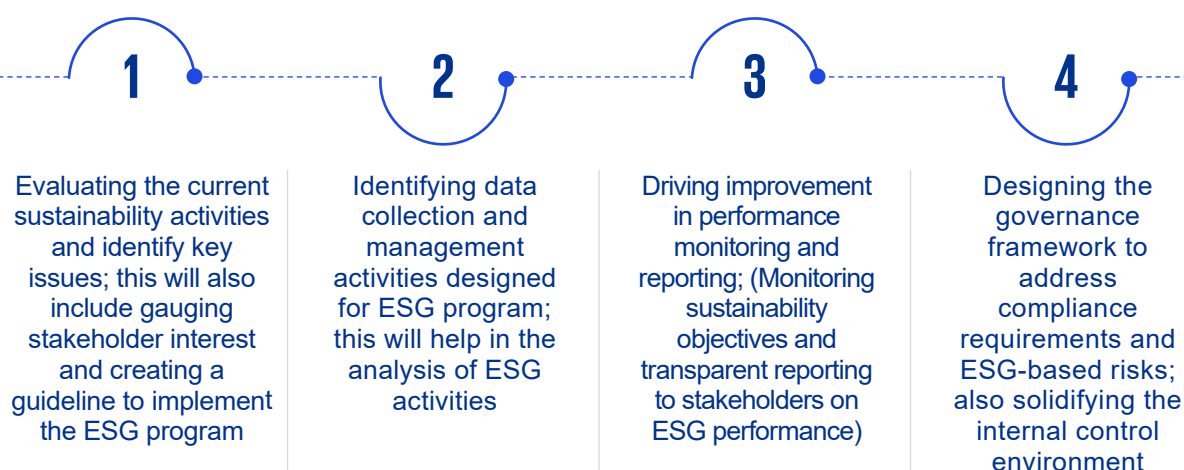 1
Evaluating the current
sustainability activities
and identify key
issues; this will also
include gauging
stakeholder interest
and creating a
guideline to implement
the ESG program
2
Identifying data
collection and
management
activities designed
for ESG program;
this will help in the
analysis of ESG
activities
3
Driving improvement
in performance
monitoring and
reporting; (Monitoring
sustainability
objectives and
transparent reporting
to stakeholders on
ESG performance)
4
Designing the
governance
framework to
address
compliance
requirements and
ESG-based risks;
also solidifying the
internal control
environment